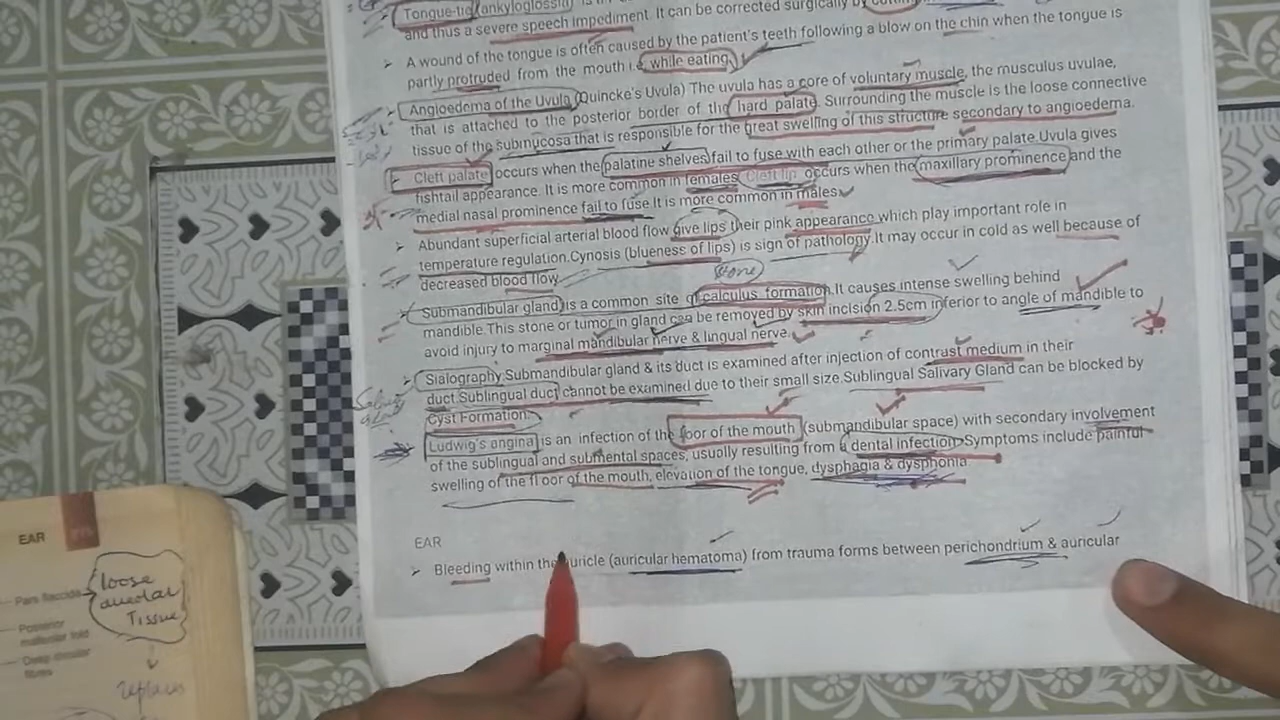 Tongue-tie (ankyloglossia)
and thus a severe speech impediment. It can be corrected surgically by
A wound of the tongue is often caused by the patient's teeth following a blow on the chin when the tongue is
partly protruded from the mouth i.e while eating.
Angioedema of the Uvula (Quincke's Uvula) The uvula has a core of voluntary muscle, the musculus uvulae,
that is attached to the posterior border of the hard palate. Surrounding the muscle is the loose connective
tissue of the submucosa that is responsible for the great swelling of this structure secondary to angioedema.
Cleft palate occurs when the palatine shelves fail to fuse with each other or the primary palate.Uvula gives
fishtail appearance. It is more common in females. Cleft lip occurs when the maxillary prominence and the
medial nasal prominence fail to fuse.It is more common in males.
Abundant superficial arterial blood flow give lips their pink appearance which play important role in
temperature regulation.Cynosis (blueness of lips) is sign of pathology.It may occur in cold as well because of
decreased blood flow.
stone
Submandibular gland is a common site of calculus formation.It causes intense swelling behind
mandible.This stone or tumor in gland can be removed by skin incision 2.5cm inferior to angle of mandible to
avoid injury to marginal mandibular nerve & lingual nerve.
Sialography.Submandibular gland & its duct is examined after injection of contrast medium in their
duct.Sublingual duct cannot be examined due to their small size.Sublingual Salivary Gland can be blocked by
Cyst Formation.
Ludwig's angina is an infection of the floor of the mouth (submandibular space) with secondary involvement
of the sublingual and submental spaces, usually resulting from a dental infection. Symptoms include painful
swelling of the fl oor of the mouth, elevation of the tongue, dysphagia & dysphonia
EAR
Bleeding within the auricle (auricular hematoma) from trauma forms between perichondrium & auricular
EAR
Pars flaccida
Posterior
malleolar fold
fibres
loose
areolar
Tissue
replaces